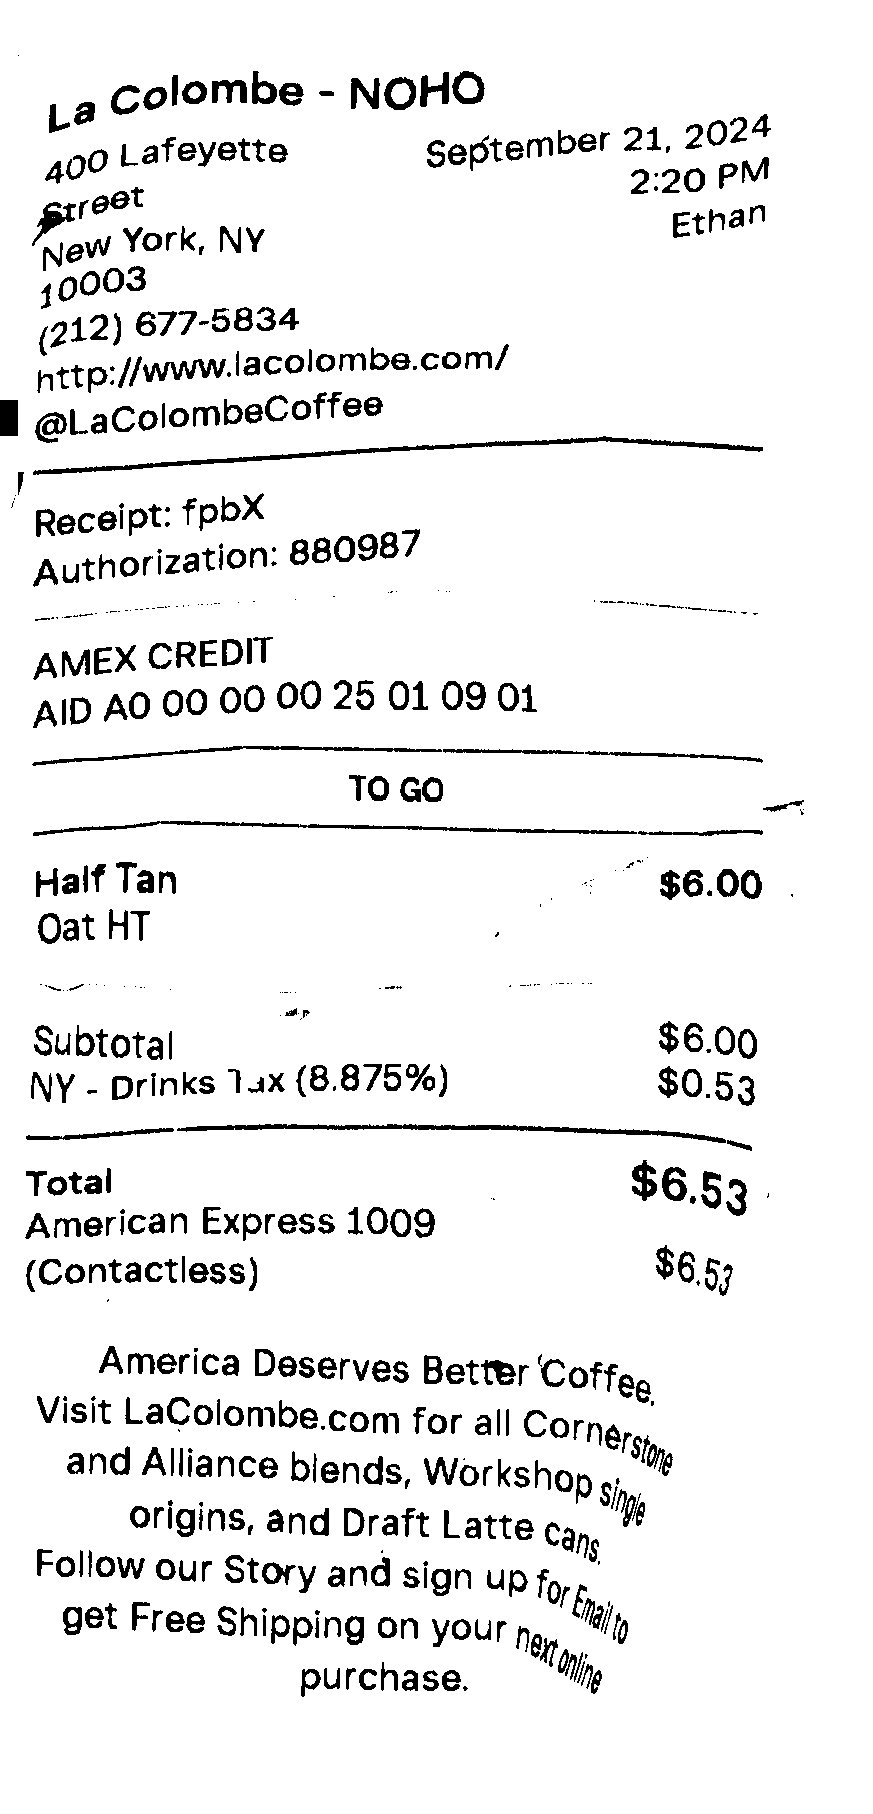 La Colombe - NOHO
400 Lafeyette
Street
New York, NY
10003
(212) 677-5834
http://www.lacolombe.com/
@LaColombeCoffee
September 21, 2024
2:20 PM
Ethan
Receipt: fpbX
Authorization: 880987
AMEX CREDIT
AID A0 00 00 00 25 01 09 01
TO GO
Half Tan $6.00
Oat HT
Subtotal $6.00
NY - Drinks Tax (8.875%) $0.53
Total $6.53
American Express 1009
(Contactless) $6.53
America Deserves Better Coffee.
Visit LaColombe.com for all Cornerstone
and Alliance blends, Workshop single
origins, and Draft Latte cans.
Follow our Story and sign up for Email to
get Free Shipping on your next online
purchase.